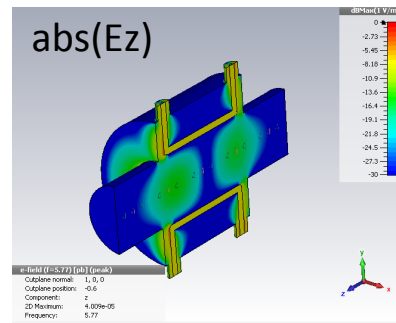 abs(Ez)
dBMax(1 V/m
0
-2.73
-5.45
-8.18
-10.9
-13.6
-16.4
-19.1
-21.8
-24.5
-27.3
-30
e-field (f=5.77) [pb] (peak)
Cutplane normal: 1, 0, 0
Cutplane position: -0.6
Component: z
2D Maximum: 4.009e-05
Frequency: 5.77
y
z
x